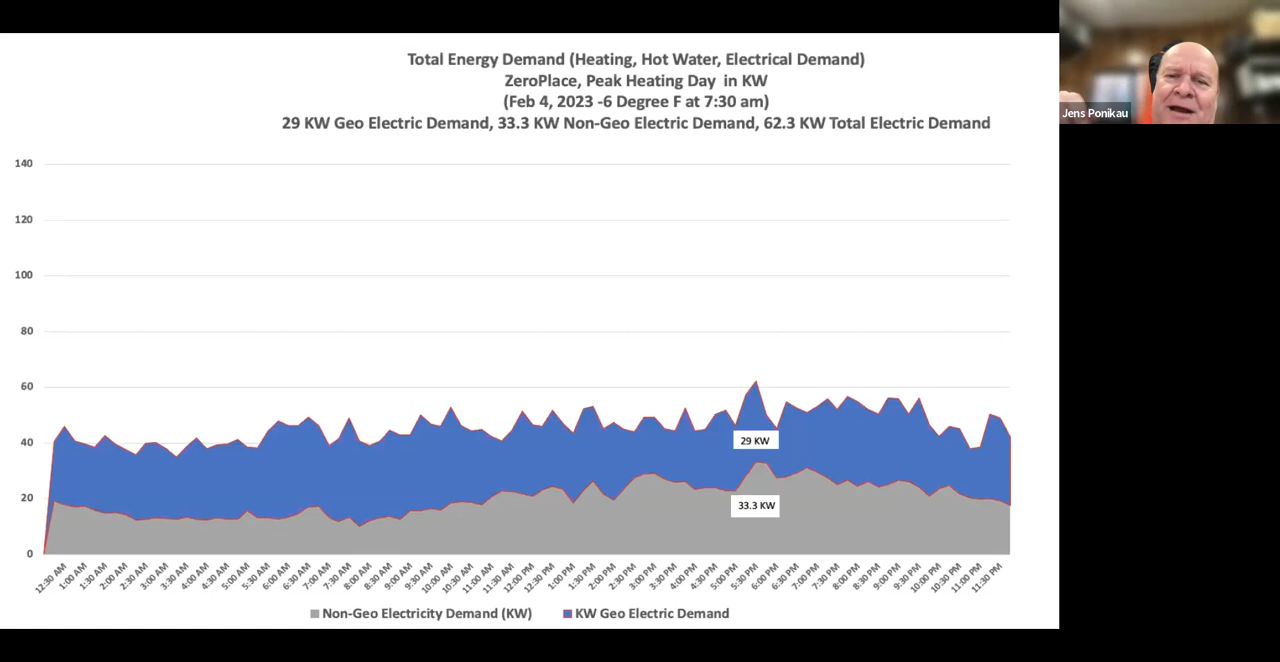 Total Energy Demand (Heating, Hot Water, Electrical Demand)
ZeroPlace, Peak Heating Day in KW
(Feb 4, 2023 -6 Degree F at 7:30 am)
29 KW Geo Electric Demand, 33.3 KW Non-Geo Electric Demand, 62.3 KW Total Electric Demand
Jens Ponikau
140
120
100
80
60
40
20
0
29 KW
33.3 KW
12:30 AM
1:00 AM
1:30 AM
2:00 AM
2:30 AM
3:00 AM
3:30 AM
4:00 AM
4:30 AM
5:00 AM
5:30 AM
6:00 AM
6:30 AM
7:00 AM
7:30 AM
8:00 AM
8:30 AM
9:00 AM
9:30 AM
10:00 AM
10:30 AM
11:00 AM
11:30 AM
12:00 PM
12:30 PM
1:00 PM
1:30 PM
2:00 PM
2:30 PM
3:00 PM
3:30 PM
4:00 PM
4:30 PM
5:00 PM
5:30 PM
6:00 PM
6:30 PM
7:00 PM
7:30 PM
8:00 PM
8:30 PM
9:00 PM
9:30 PM
10:00 PM
10:30 PM
11:00 PM
11:30 PM
Non-Geo Electricity Demand (KW)
KW Geo Electric Demand